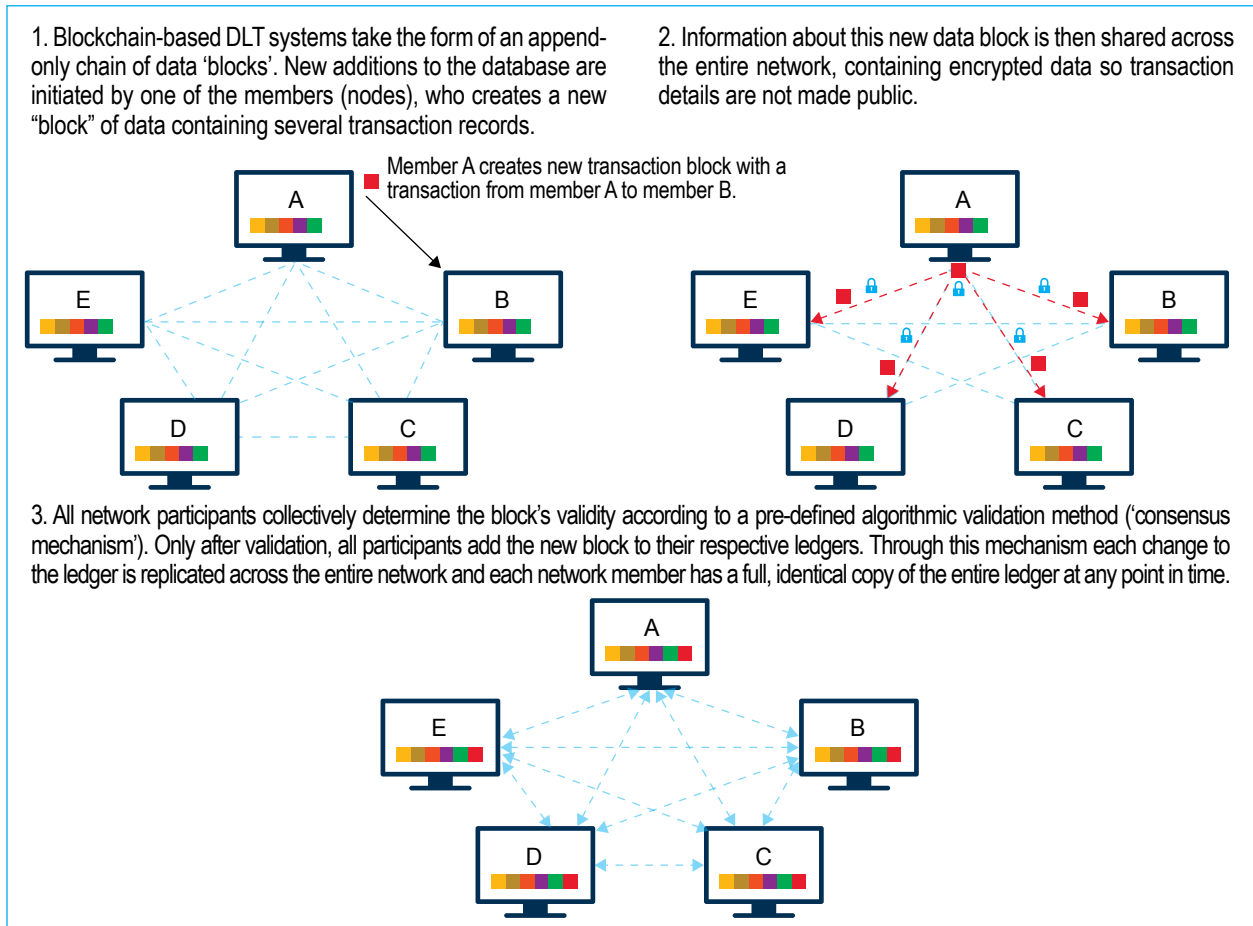 1. Blockchain-based DLT systems take the form of an append-
only chain of data ‘blocks’. New additions to the database are
initiated by one of the members (nodes), who creates a new
“block” of data containing several transaction records.
2. Information about this new data block is then shared across
the entire network, containing encrypted data so transaction
details are not made public.
Member A creates new transaction block with a
transaction from member A to member B.
A
E
B
D
C
A
E
B
D
C
3. All network participants collectively determine the block’s validity according to a pre-defined algorithmic validation method (‘consensus
mechanism’). Only after validation, all participants add the new block to their respective ledgers. Through this mechanism each change to
the ledger is replicated across the entire network and each network member has a full, identical copy of the entire ledger at any point in time.
A
E
B
D
C